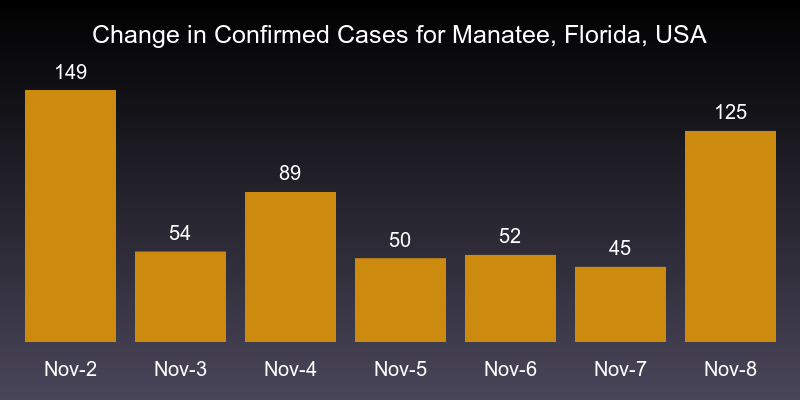 Change in Confirmed Cases for Manatee, Florida, USA
149
54
89
50
52
45
125
Nov-2
Nov-3
Nov-4
Nov-5
Nov-6
Nov-7
Nov-8